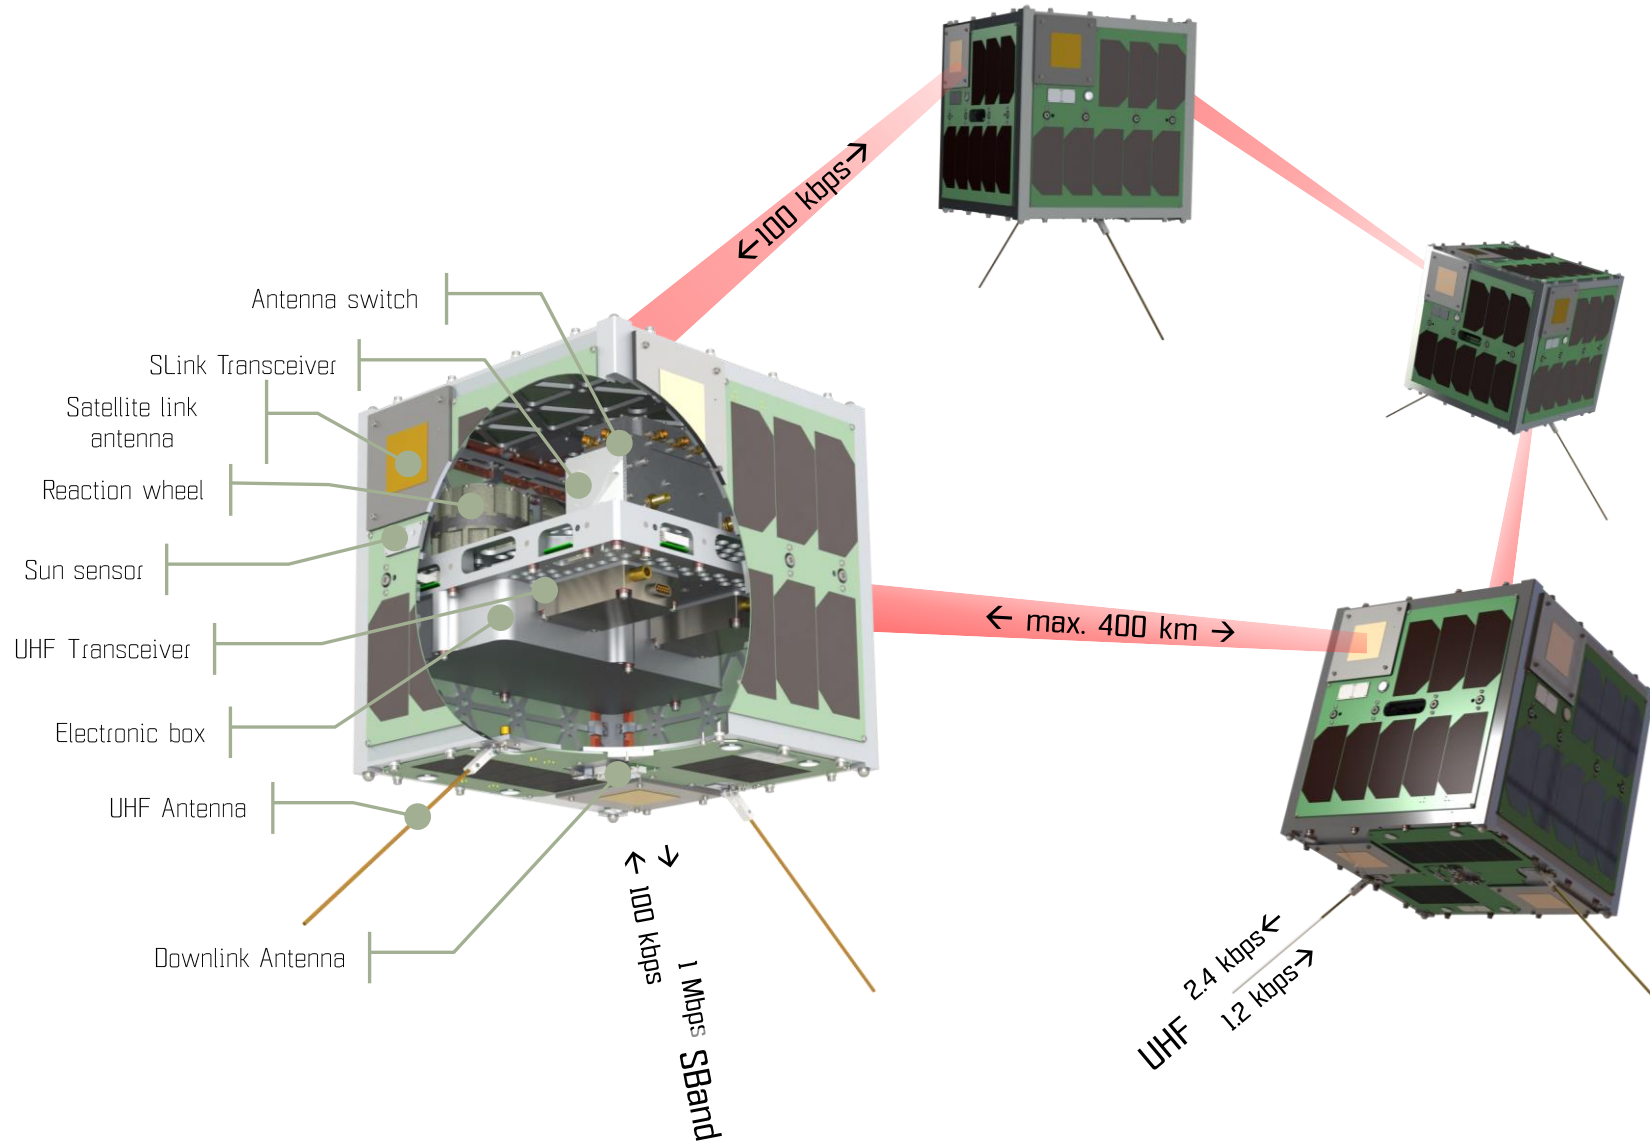 ← 100 kbps →
Antenna switch
SLink Transceiver
Satellite link
antenna
Reaction wheel
Sun sensor
UHF Transceiver
Electronic box
UHF Antenna
Downlink Antenna
← max. 400 km →
← 100 kbps
1 Mbps →
SBand
UHF
2.4 kbps ←
1.2 kbps →